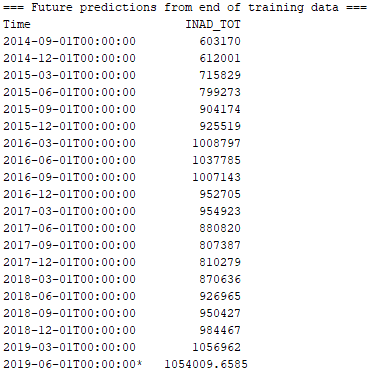 === Future predictions from end of training data ===
Time INAD_TOT
2014-09-01T00:00:00 603170
2014-12-01T00:00:00 612001
2015-03-01T00:00:00 715829
2015-06-01T00:00:00 799273
2015-09-01T00:00:00 904174
2015-12-01T00:00:00 925519
2016-03-01T00:00:00 1008797
2016-06-01T00:00:00 1037785
2016-09-01T00:00:00 1007143
2016-12-01T00:00:00 952705
2017-03-01T00:00:00 954923
2017-06-01T00:00:00 880820
2017-09-01T00:00:00 807387
2017-12-01T00:00:00 810279
2018-03-01T00:00:00 870636
2018-06-01T00:00:00 926965
2018-09-01T00:00:00 950427
2018-12-01T00:00:00 984467
2019-03-01T00:00:00 1056962
2019-06-01T00:00:00* 1054009.6585